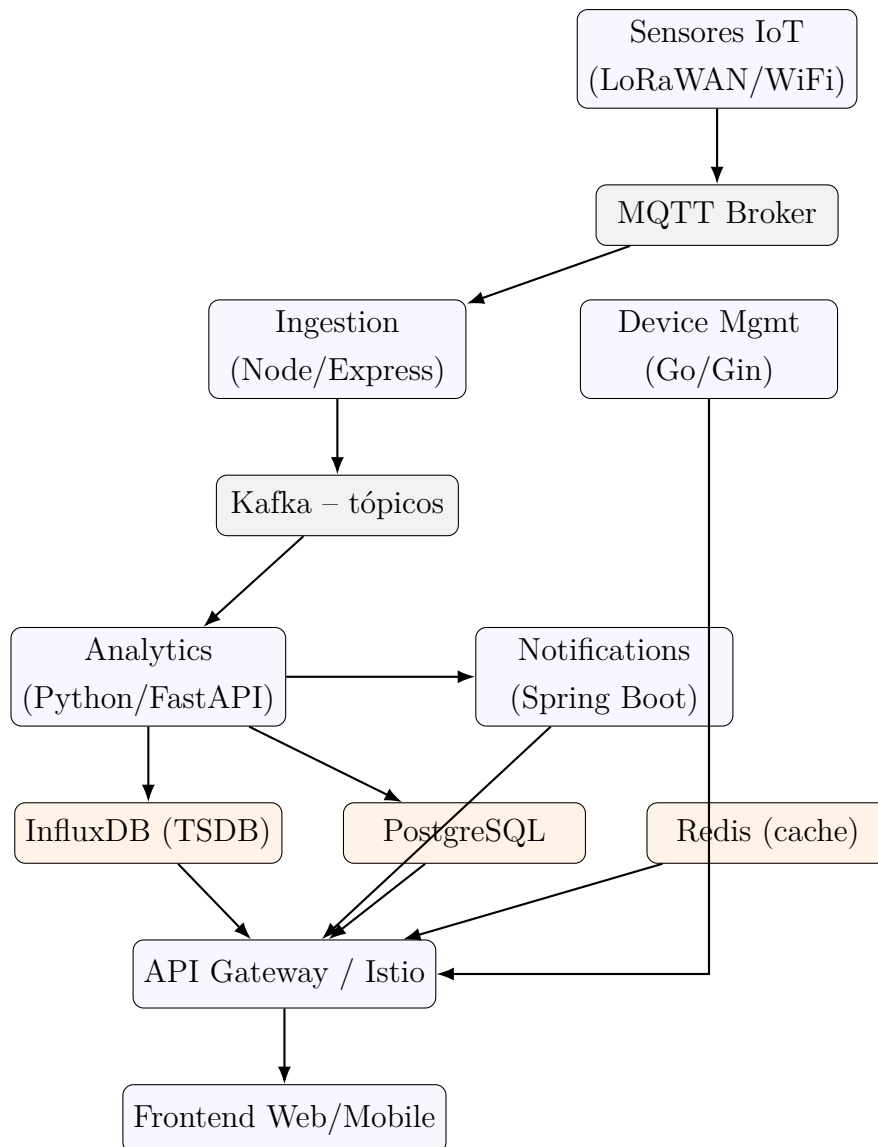 Sensores IoT
(LoRaWAN/WiFi)
MQTT Broker
Ingestion
(Node/Express)
Device Mgmt
(Go/Gin)
Kafka – tópicos
Analytics
(Python/FastAPI)
Notifications
(Spring Boot)
InfluxDB (TSDB)
PostgreSQL
Redis (cache)
API Gateway / Istio
Frontend Web/Mobile